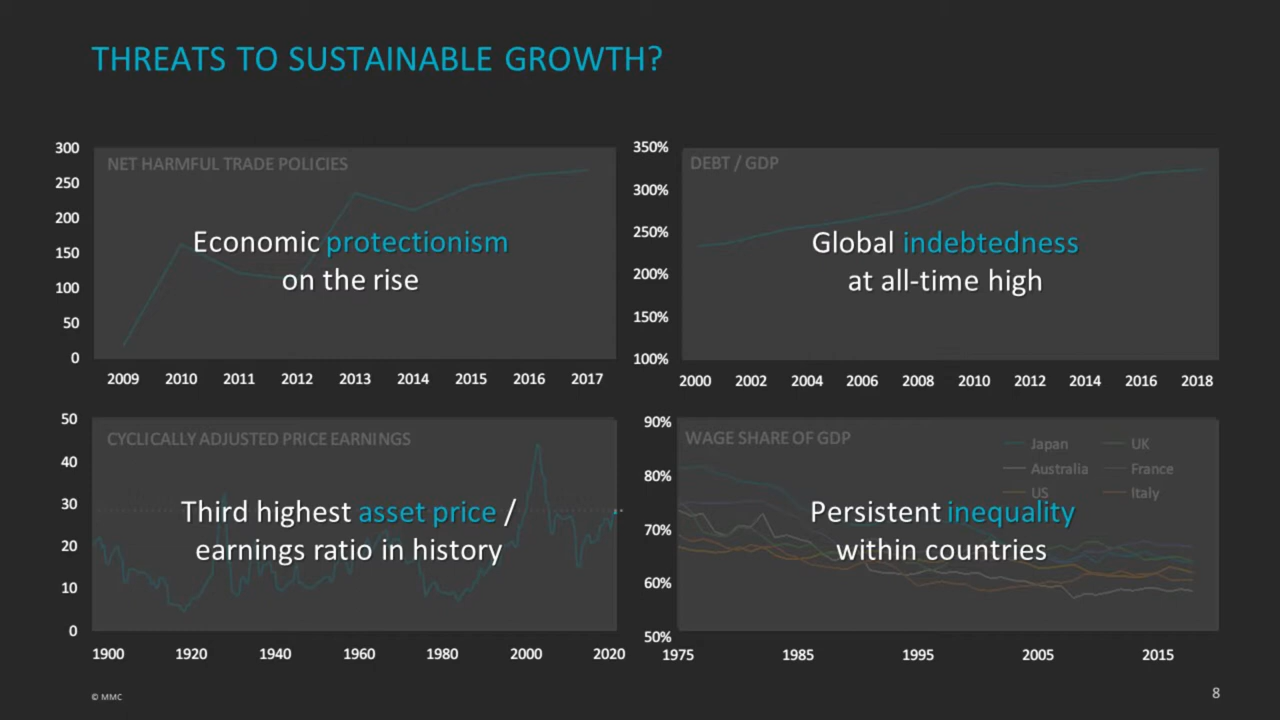 THREATS TO SUSTAINABLE GROWTH?
NET HARMFUL TRADE POLICIES
300
250
200
150
100
50
0
Economic protectionism
on the rise
2009 2010 2011 2012 2013 2014 2015 2016 2017
DEBT / GDP
350%
300%
250%
200%
150%
100%
Global indebtedness
at all-time high
2000 2002 2004 2006 2008 2010 2012 2014 2016 2018
CYCLICALLY ADJUSTED PRICE EARNINGS
50
40
30
20
10
0
Third highest asset price /
earnings ratio in history
1900 1920 1940 1960 1980 2000 2020
WAGE SHARE OF GDP
90%
80%
70%
60%
50%
Japan UK
Australia France
US Italy
Persistent inequality
within countries
1975 1985 1995 2005 2015
© MMC
8